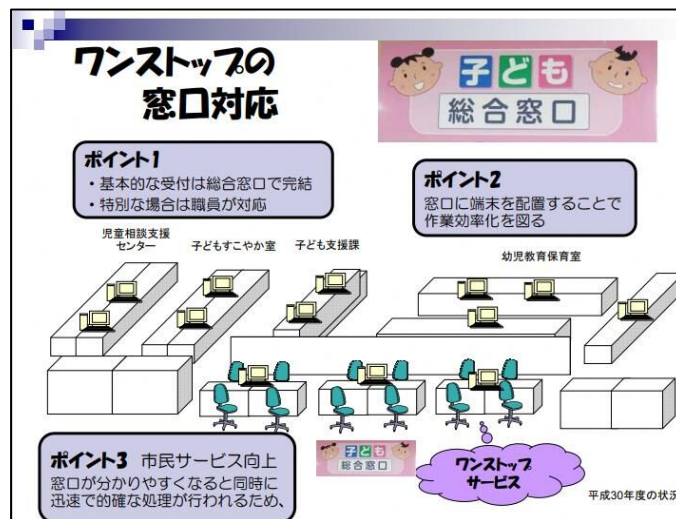 ワンストップの
窓口対応
子ども
総合窓口
ポイント1
・基本的な受付は総合窓口で完結
・特別な場合は職員が対応
ポイント2
窓口に端末を配置することで
作業効率化を図る
児童相談支援
センター
子どもすこやか室
子ども支援課
幼児教育保育室
ポイント3 市民サービス向上
窓口が分かりやすくなると同時に
迅速で的確な処理が行われるため、
子ども
総合窓口
ワンストップ
サービス
平成30年度の状況